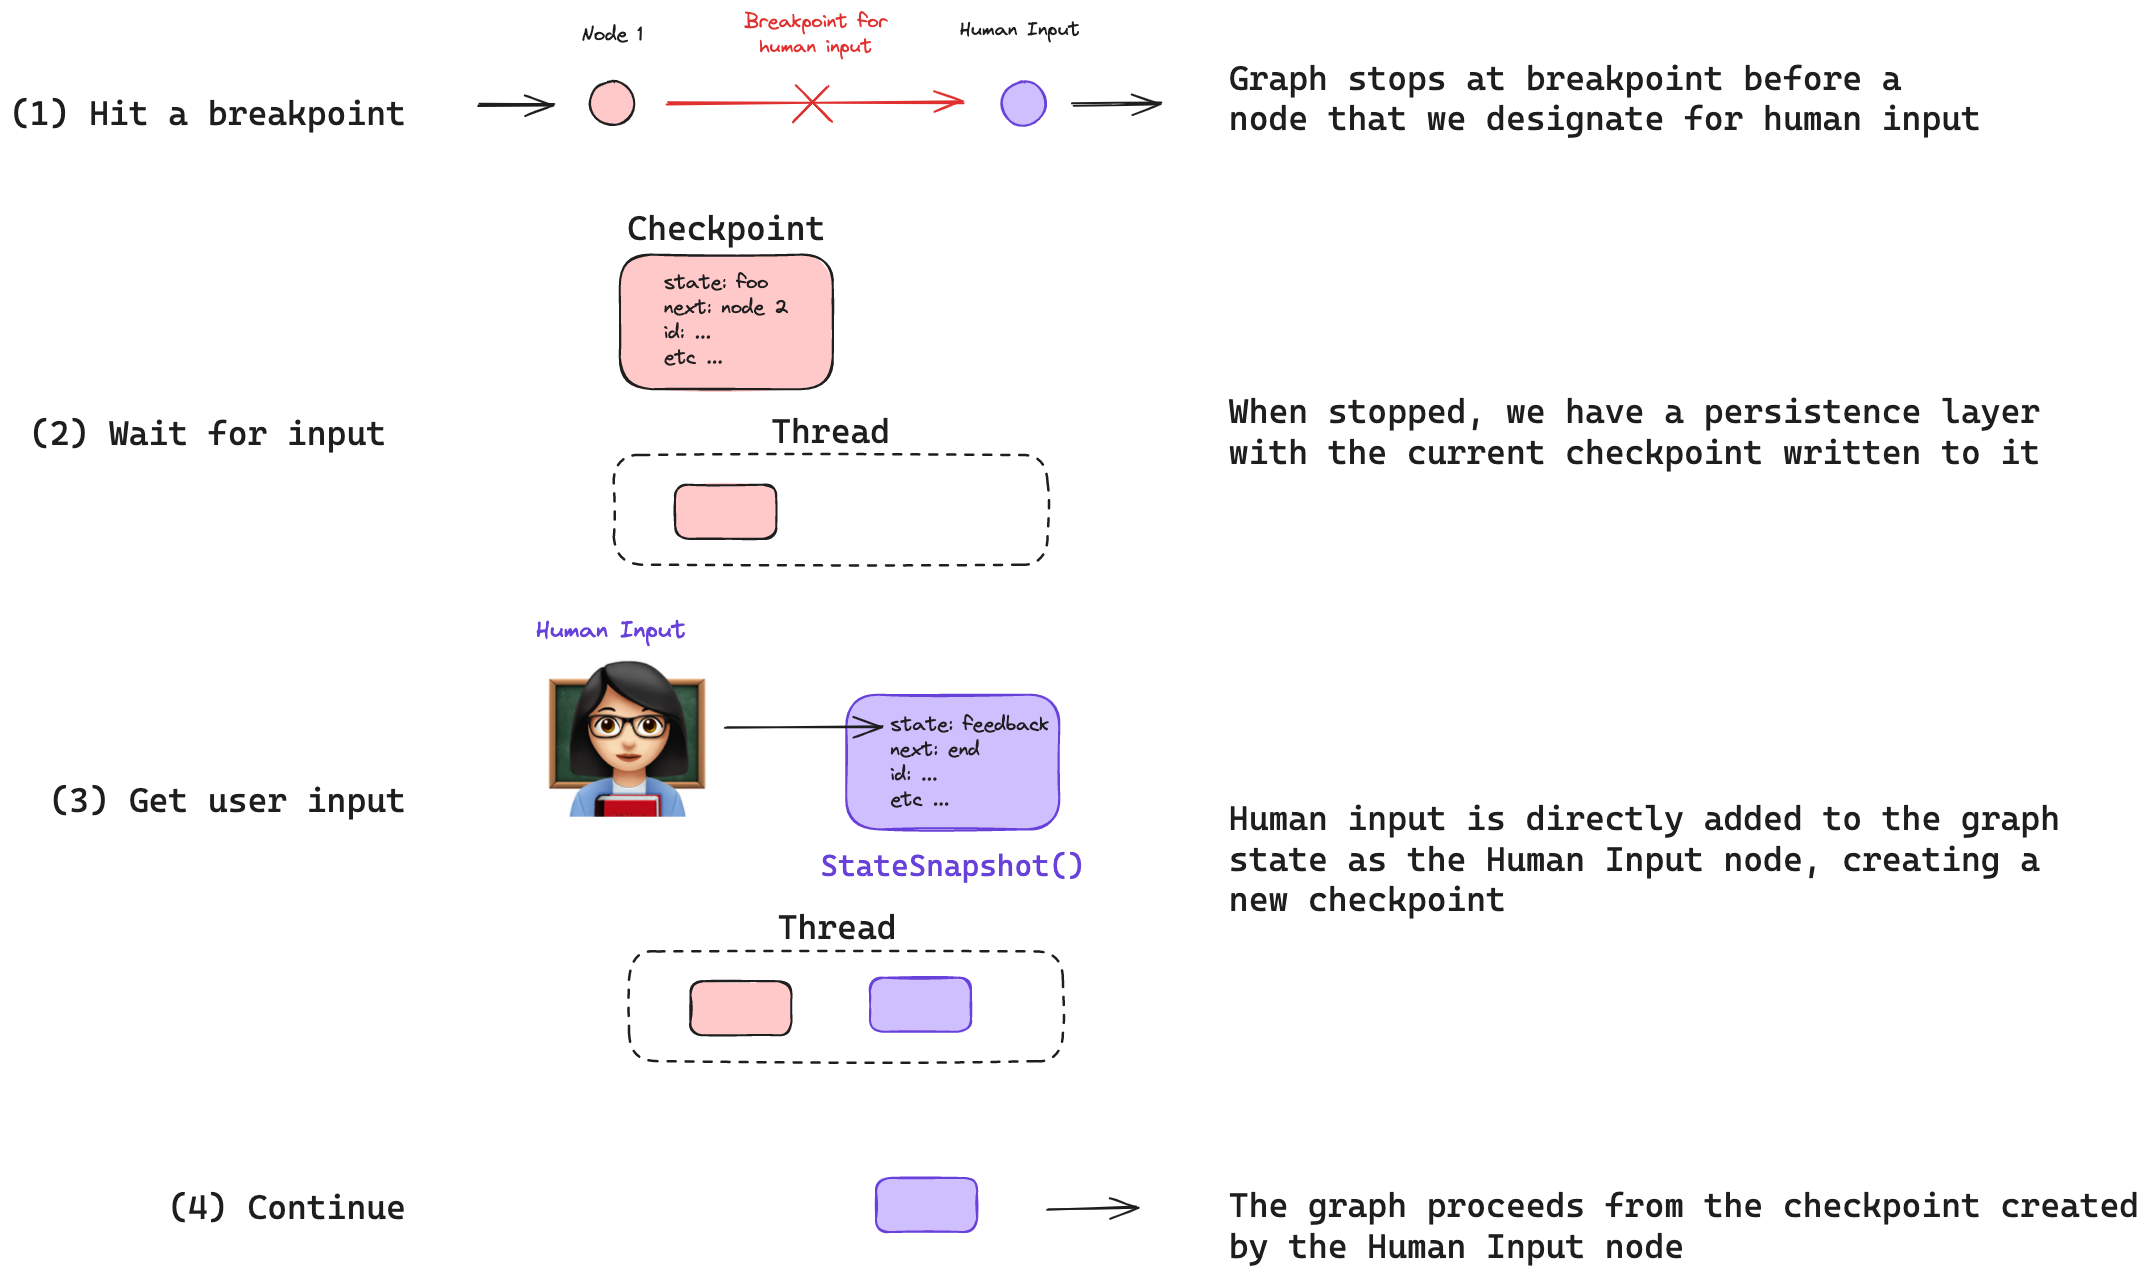 Node 1
Breakpoint for
human input
Human Input
(1) Hit a breakpoint
Graph stops at breakpoint before a
node that we designate for human input
Checkpoint
state: foo
next: node 2
id: ...
etc ...
(2) Wait for input
Thread
When stopped, we have a persistence layer
with the current checkpoint written to it
Human Input
state: feedback
next: end
id: ...
etc ...
(3) Get user input
StateSnapshot()
Human input is directly added to the graph
state as the Human Input node, creating a
new checkpoint
Thread
(4) Continue
The graph proceeds from the checkpoint created
by the Human Input node